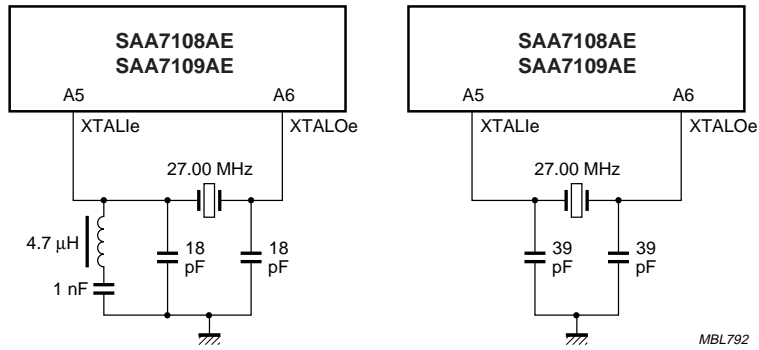 SAA7108AE
SAA7109AE
A5
A6
XTALIe
XTALOe
27.00 MHz
4.7 μH
18
pF
18
pF
1 nF
SAA7108AE
SAA7109AE
A5
A6
XTALIe
XTALOe
27.00 MHz
39
pF
39
pF
MBL792